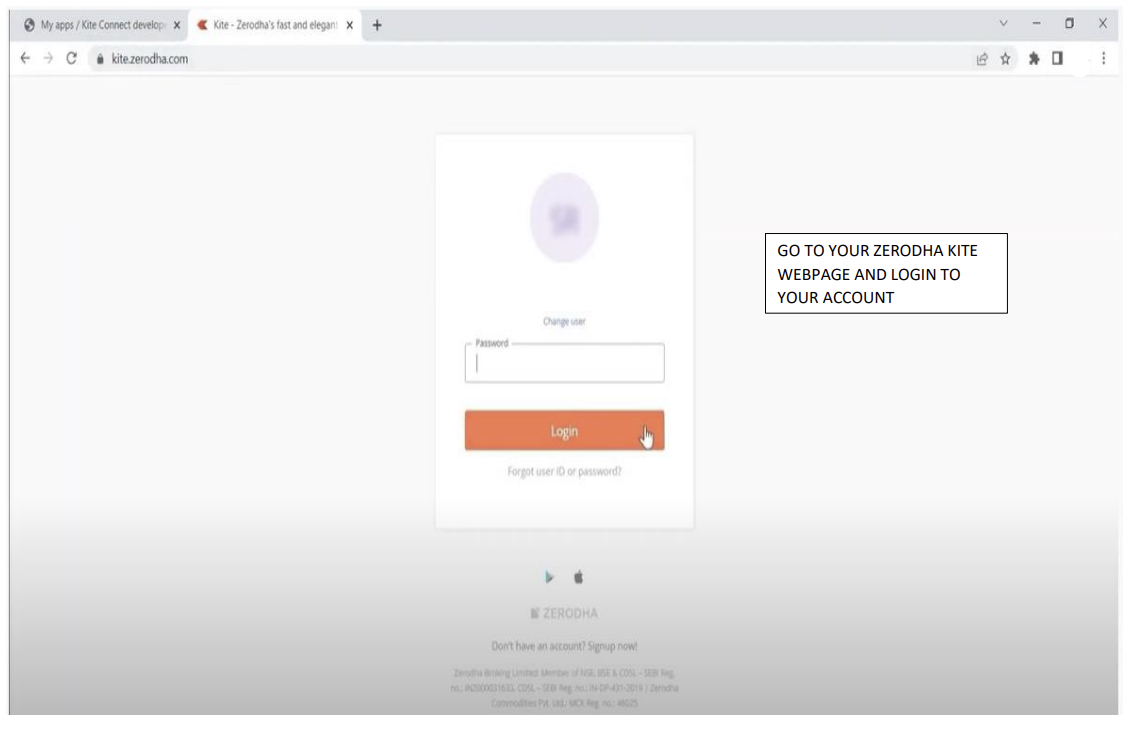 My apps / Kite Connect develop
Kite - Zerodha's fast and elegant
kite.zerodha.com
GO TO YOUR ZERODHA KITE
WEBPAGE AND LOGIN TO
YOUR ACCOUNT
Change user
Password
Login
Forgot user ID or password?
ZERODHA
Don't have an account? Signup now!
Zerodha Broking Limited: Member of NSE, BSE & CDSL – SEBI Reg.
no.: INZ000031633, CDSL – SEBI Reg. no.: IN-DP-431-2019 | Zerodha
Commodities Pvt. Ltd.: MCX Reg. no.: 46025